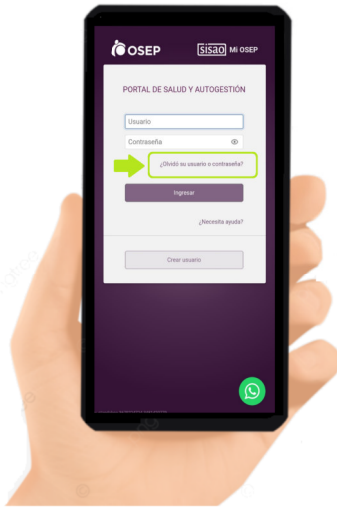 OSEP
sisao Mi OSEP
PORTAL DE SALUD Y AUTOGESTIÓN
Usuario
Contraseña
¿Olvidó su usuario o contraseña?
Ingresar
¿Necesita ayuda?
Crear usuario